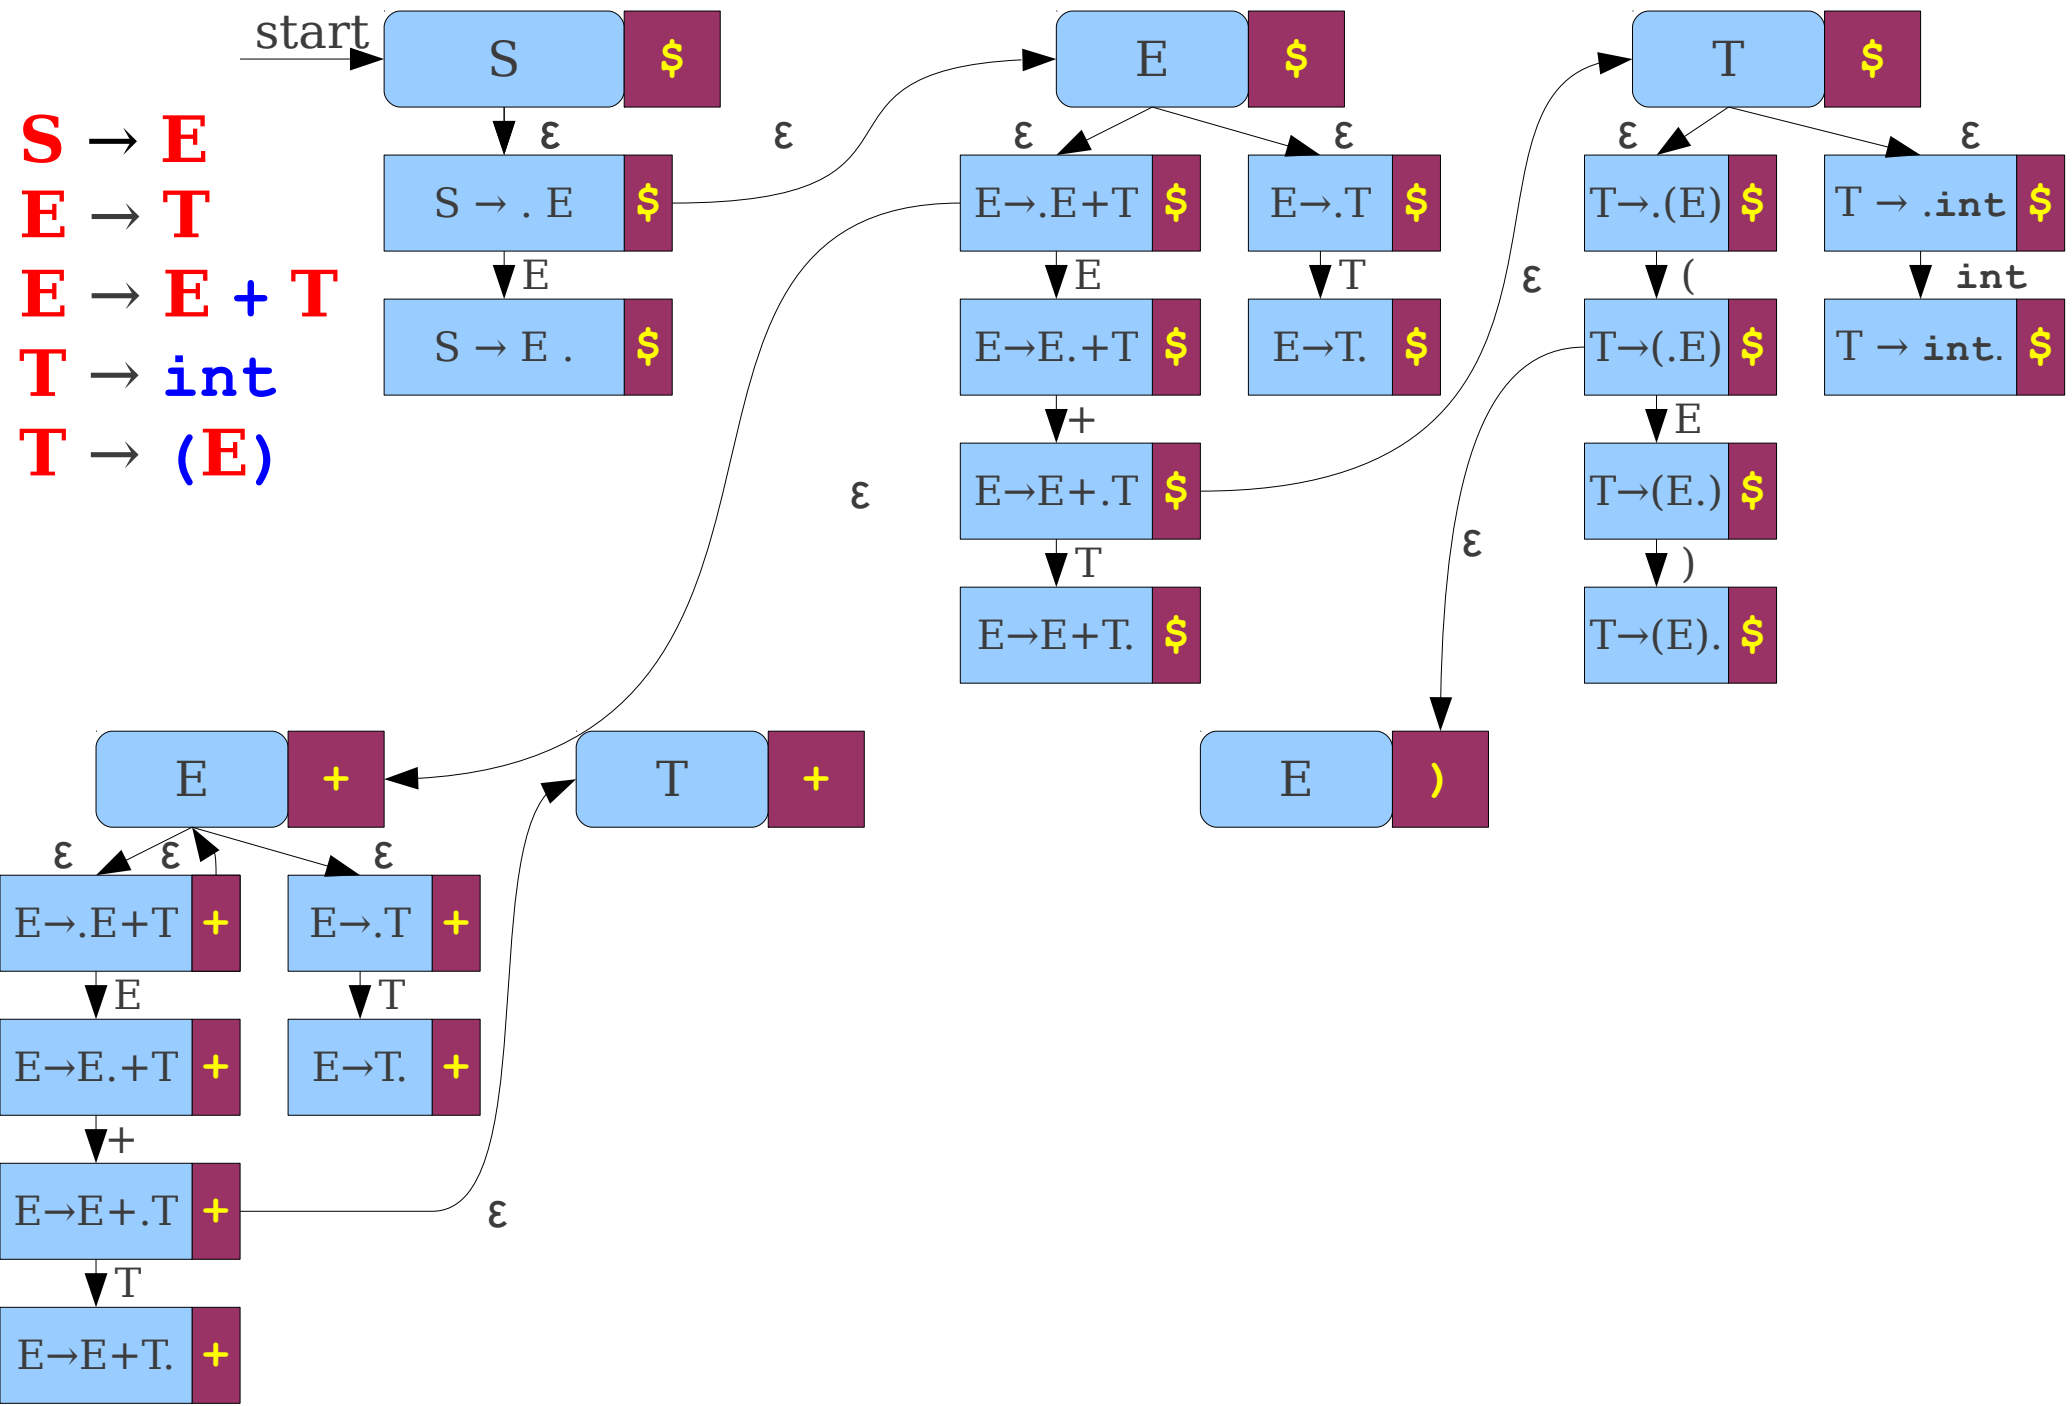 start
S $
E $
T $
S → E
E → T
E → E + T
T → int
T → (E)
ε
ε
ε
ε
ε
ε
S → . E $
E→.E+T $
E→.T $
T→.(E) $
T → .int $
E
E
T
ε
(
int
S → E . $
E→E.+T $
E→T. $
T→(.E) $
T → int. $
+
E
ε
E→E+.T $
T→(E.) $
T
ε
)
E→E+T. $
T→(E). $
E +
T +
E )
ε
ε
ε
E→.E+T +
E→.T +
E
T
E→E.+T +
E→T. +
+
E→E+.T +
ε
T
E→E+T. +